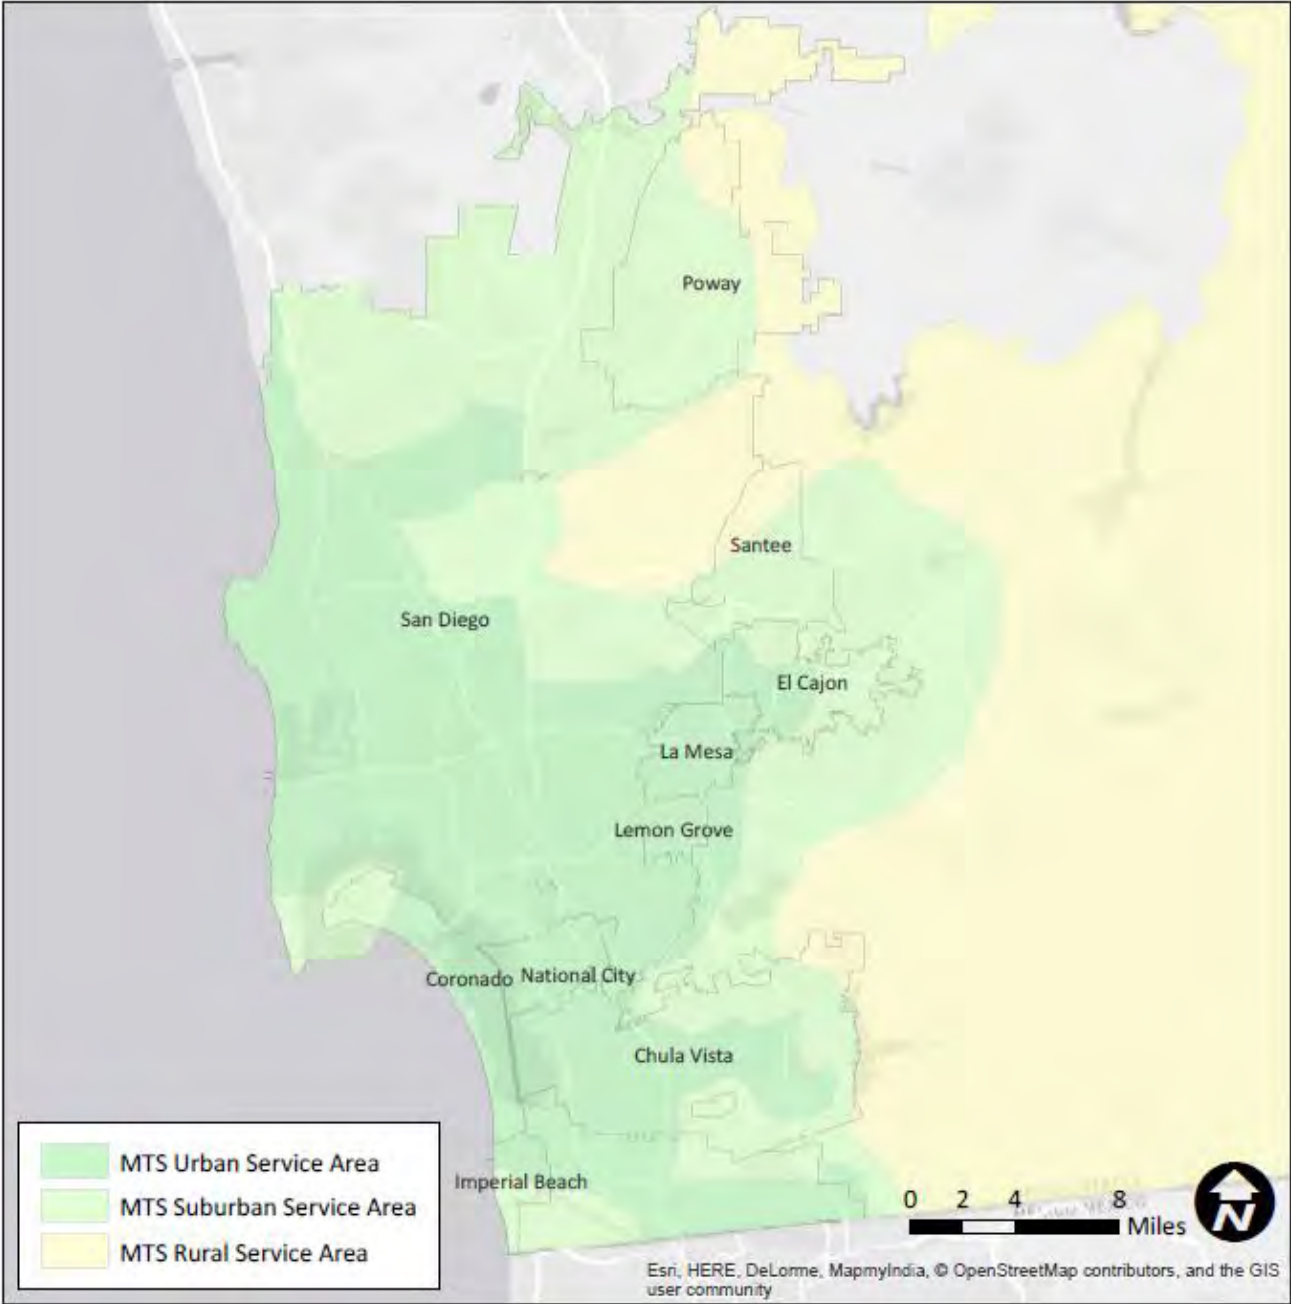 Poway
Santee
San Diego
El Cajon
La Mesa
Lemon Grove
Coronado
National City
Chula Vista
Imperial Beach
MTS Urban Service Area
MTS Suburban Service Area
MTS Rural Service Area
0 2 4 8
Miles
N
Esri, HERE, DeLorme, MapmyIndia, © OpenStreetMap contributors, and the GIS
user community